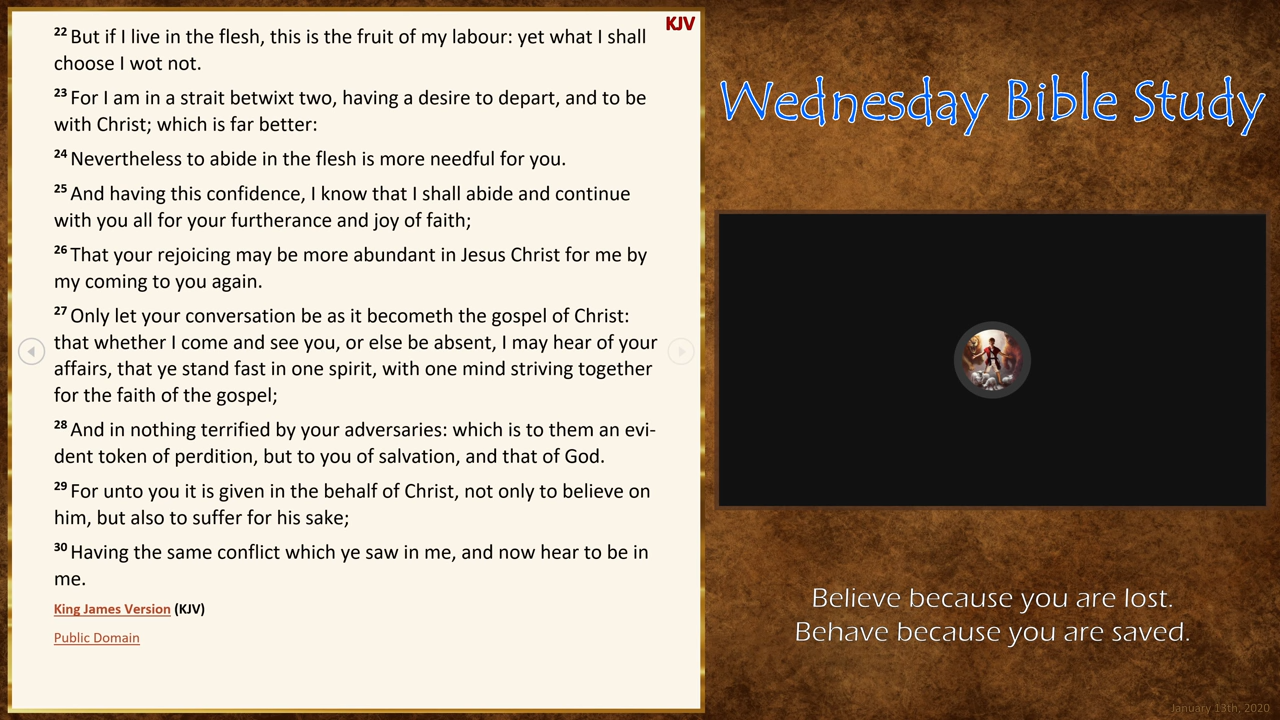 KJV
22 But if I live in the flesh, this is the fruit of my labour: yet what I shall
choose I wot not.
23 For I am in a strait betwixt two, having a desire to depart, and to be
with Christ; which is far better:
24 Nevertheless to abide in the flesh is more needful for you.
25 And having this confidence, I know that I shall abide and continue
with you all for your furtherance and joy of faith;
26 That your rejoicing may be more abundant in Jesus Christ for me by
my coming to you again.
27 Only let your conversation be as it becometh the gospel of Christ:
that whether I come and see you, or else be absent, I may hear of your
affairs, that ye stand fast in one spirit, with one mind striving together
for the faith of the gospel;
28 And in nothing terrified by your adversaries: which is to them an evi-
dent token of perdition, but to you of salvation, and that of God.
29 For unto you it is given in the behalf of Christ, not only to believe on
him, but also to suffer for his sake;
30 Having the same conflict which ye saw in me, and now hear to be in
me.
King James Version (KJV)
Public Domain
Wednesday Bible Study
Believe because you are lost.
Behave because you are saved.
January 13th, 2020